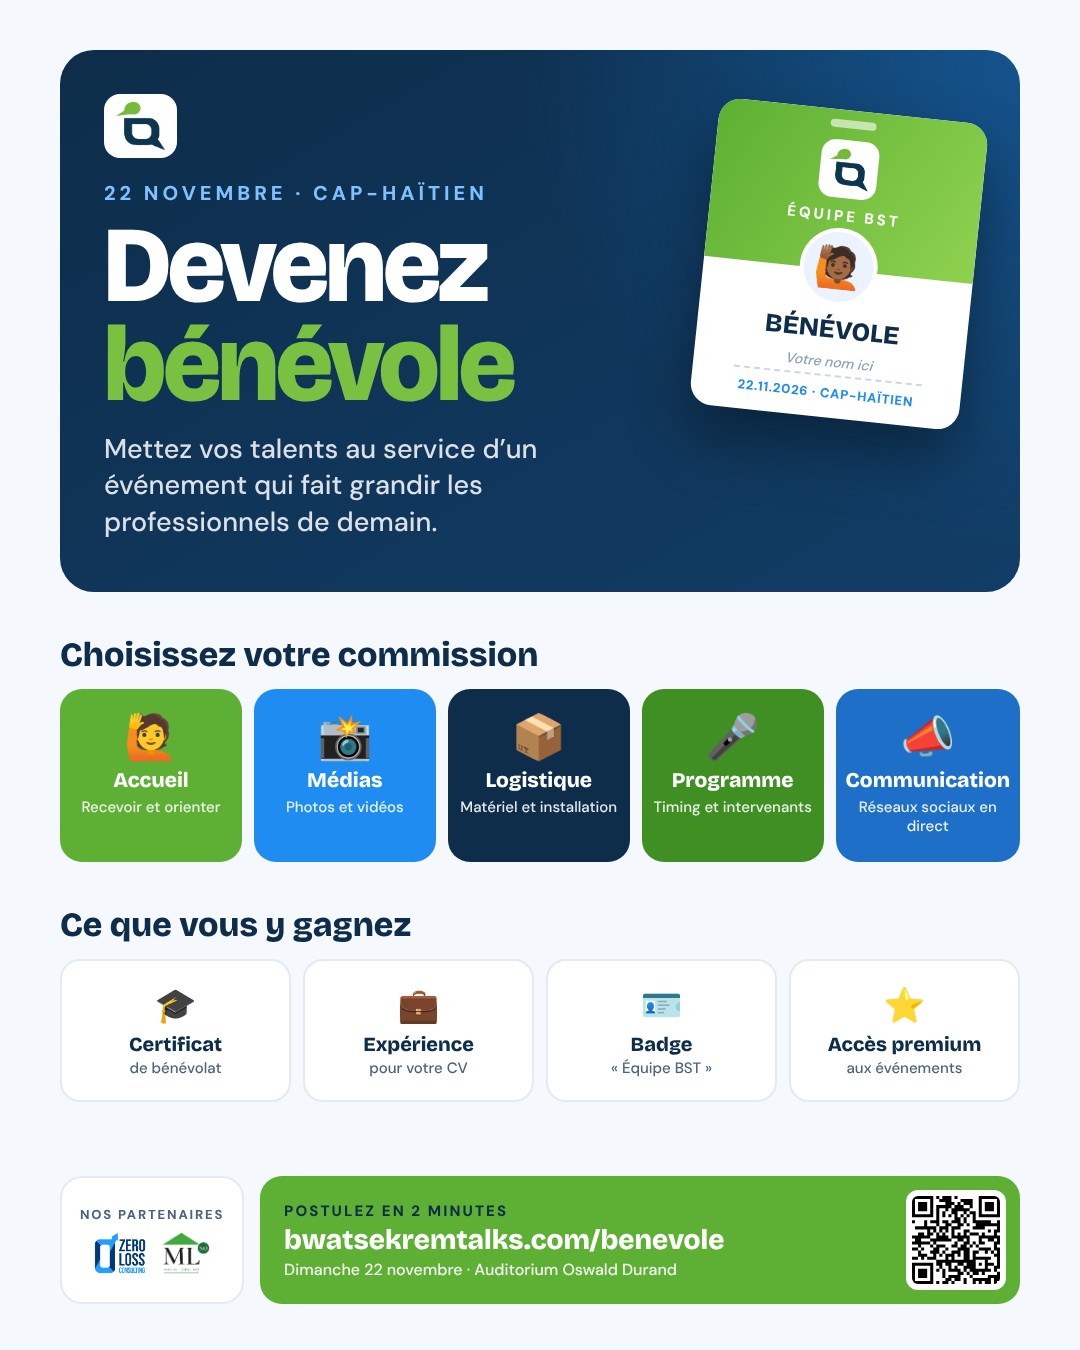 22 NOVEMBRE · CAP-HAÏTIEN
Devenez
bénévole
Mettez vos talents au service d’un
événement qui fait grandir les
professionnels de demain.
ÉQUIPE BST
BÉNÉVOLE
Votre nom ici
22.11.2026 · CAP-HAÏTIEN
Choisissez votre commission
Accueil
Recevoir et orienter
Médias
Photos et vidéos
Logistique
Matériel et installation
Programme
Timing et intervenants
Communication
Réseaux sociaux en
direct
Ce que vous y gagnez
Certificat
de bénévolat
Expérience
pour votre CV
Badge
« Équipe BST »
Accès premium
aux événements
NOS PARTENAIRES
ZERO
LOSS
CONSULTING
ML
POSTULEZ EN 2 MINUTES
bwatsekremtalks.com/benevole
Dimanche 22 novembre · Auditorium Oswald Durand